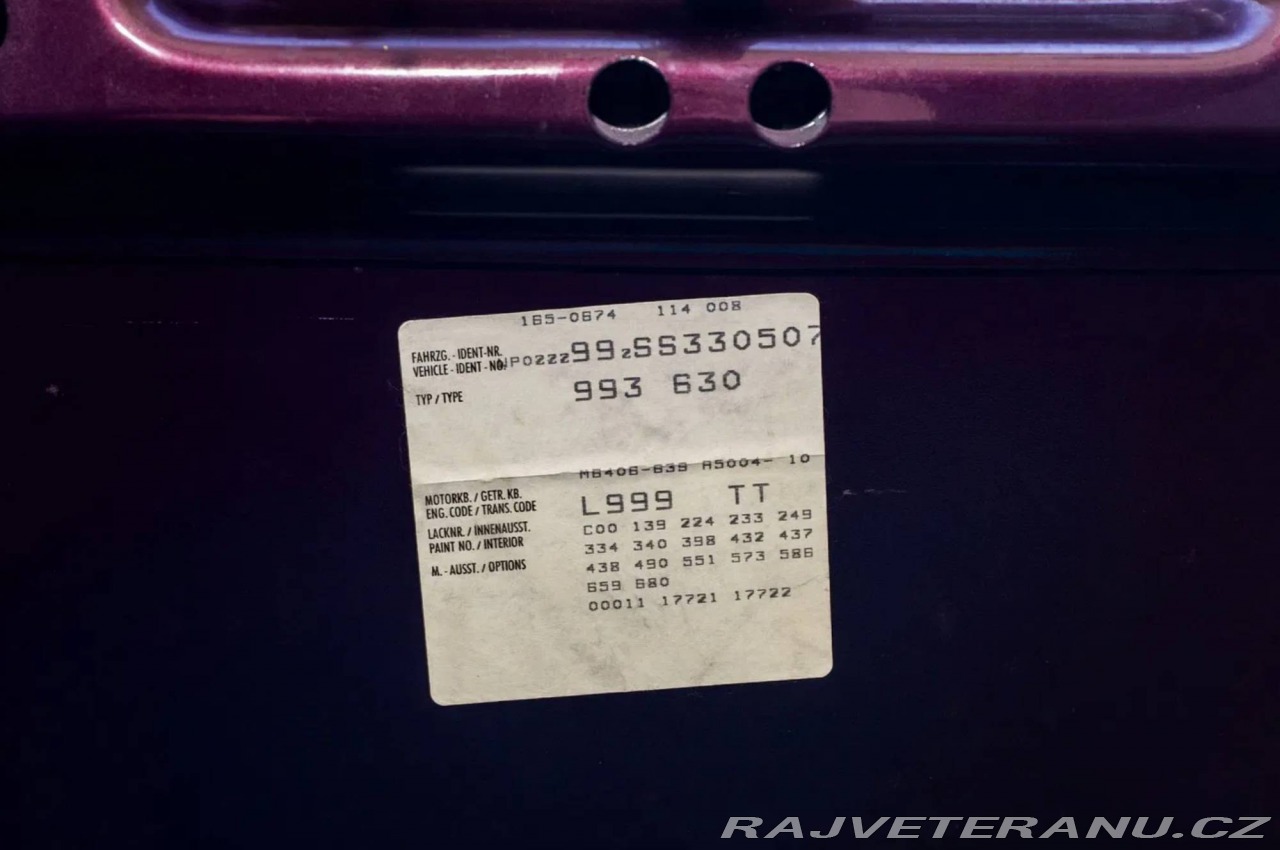 165-0674 114 008
FAHRZG. - IDENT-NR. 
VEHICLE - IDENT - NO. WP0ZZZ99ZSS330507
TYP / TYPE 993 630
M6406-639 A5004- 10
MOTORKB. / GETR. KB.
ENG. CODE / TRANS. CODE L999 TT
LACKNR. / INNENAUSST. C00 139 224 233 249
PAINT NO. / INTERIOR 334 340 398 432 437
M. - AUSST. / OPTIONS 438 490 551 573 586
659 680
00011 17721 17722
RAJVETERANU.CZ